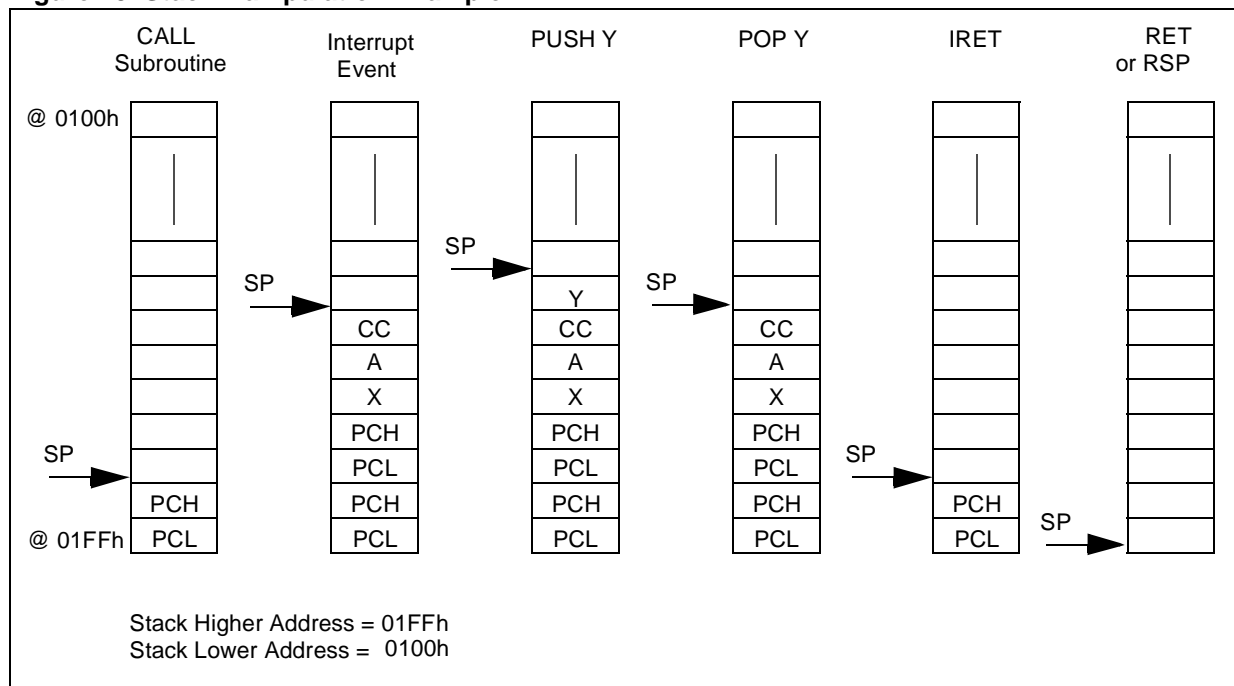 CALL
Subroutine
Interrupt
Event
PUSH Y
POP Y
IRET
RET
or RSP
@ 0100h
SP
SP
SP
Y
CC
CC
CC
A
A
A
X
X
X
PCH
PCH
PCH
SP
SP
PCL
PCL
PCL
PCH
PCH
PCH
PCH
PCH
SP
@ 01FFh
PCL
PCL
PCL
PCL
PCL
Stack Higher Address = 01FFh
Stack Lower Address = 0100h